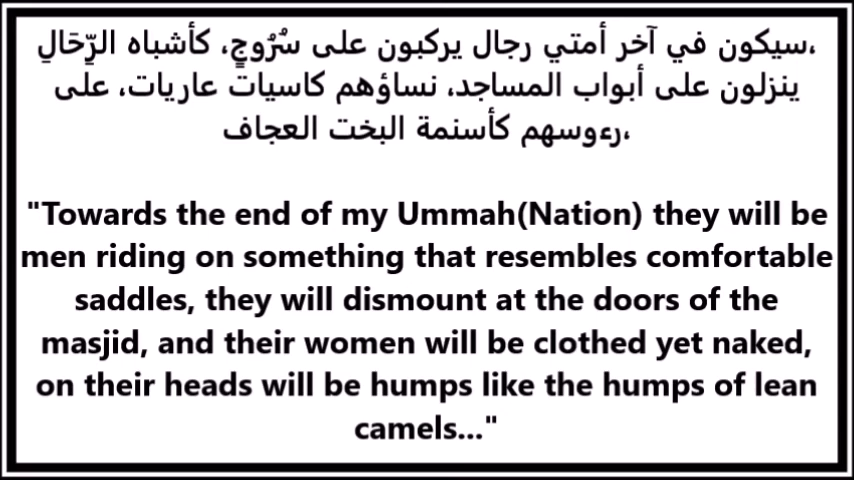 سيكون في آخر أمتي رجال يركبون على سُرُوجٍ، كأشباه الرِّحَالِ،
ينزلون على أبواب المساجد، نساؤهم كاسيات عاريات، على
رءوسهم كأسنمة البخت العجاف،
"Towards the end of my Ummah(Nation) they will be
men riding on something that resembles comfortable
saddles, they will dismount at the doors of the
masjid, and their women will be clothed yet naked,
on their heads will be humps like the humps of lean
camels..."